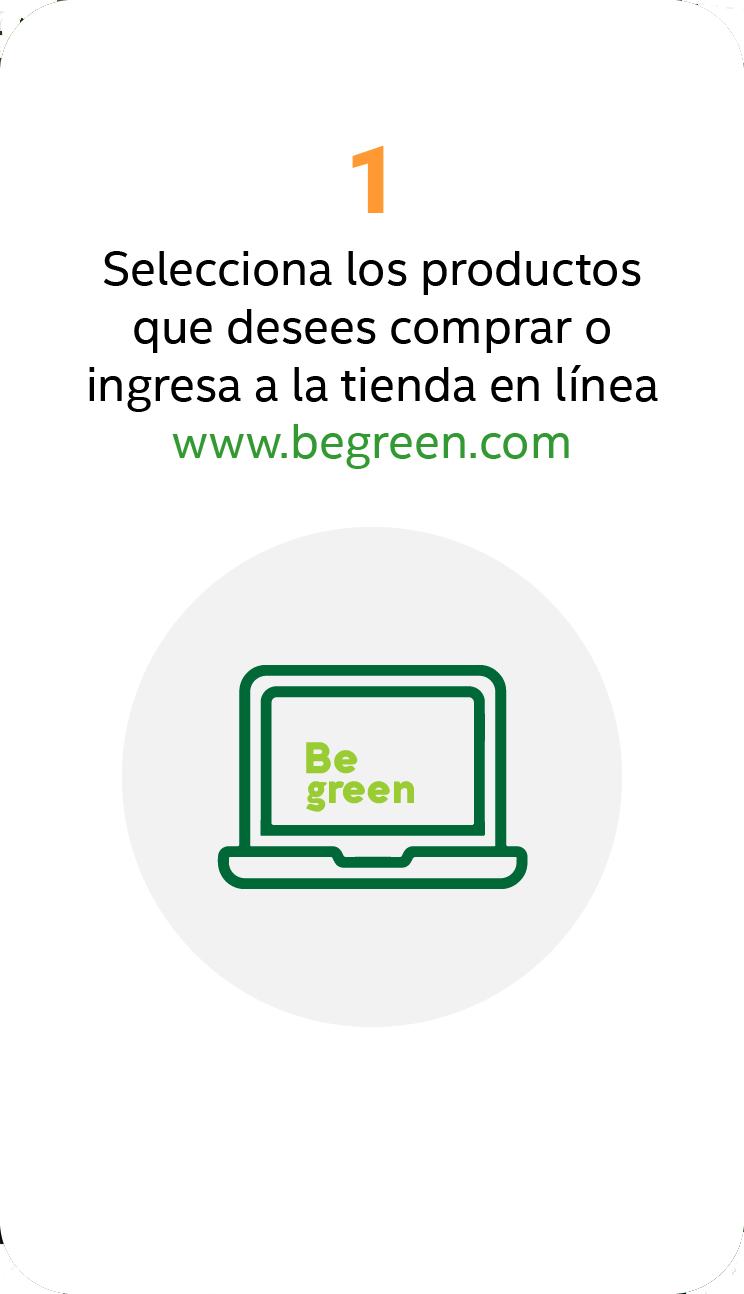 1
Selecciona los productos
que desees comprar o
ingresa a la tienda en línea
www.begreen.com
Be
green